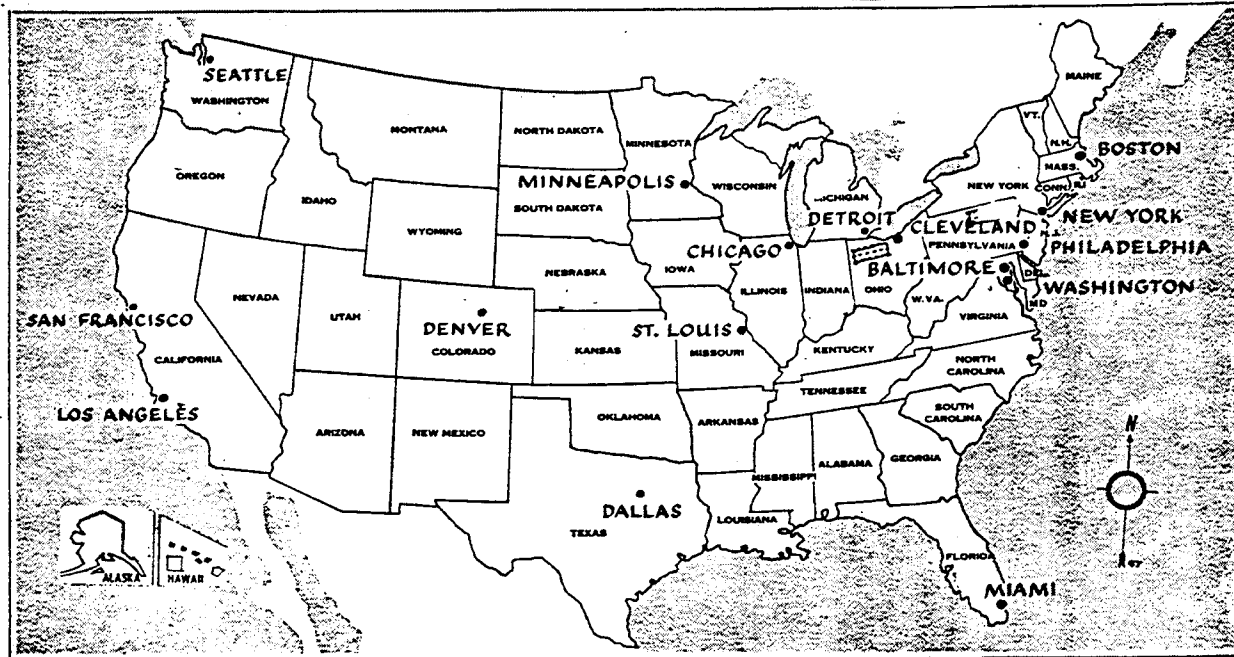 SEATTLE
WASHINGTON
MONTANA
NORTH DAKOTA
MINNESOTA
MAINE
VT.
N.H.
BOSTON
MASS.
OREGON
IDAHO
MINNEAPOLIS
WISCONSIN
MICHIGAN
NEW YORK
CONN.
RI
SOUTH DAKOTA
WYOMING
DETROIT
CLEVELAND
NEW YORK
CHICAGO
PENNSYLVANIA
PHILADELPHIA
NEBRASKA
IOWA
BALTIMORE
NEVADA
UTAH
ILLINOIS
INDIANA
OHIO
WASHINGTON
W.VA.
MD
SAN FRANCISCO
DENVER
COLORADO
KANSAS
ST. LOUIS
MISSOURI
KENTUCKY
VIRGINIA
CALIFORNIA
NORTH
CAROLINA
TENNESSEE
LOS ANGELES
ARIZONA
NEW MEXICO
OKLAHOMA
ARKANSAS
SOUTH
CAROLINA
N
MISSISSIPPI
ALABAMA
GEORGIA
DALLAS
TEXAS
LOUISIANA
FLORIDA
ALASKA
HAWAII
MIAMI